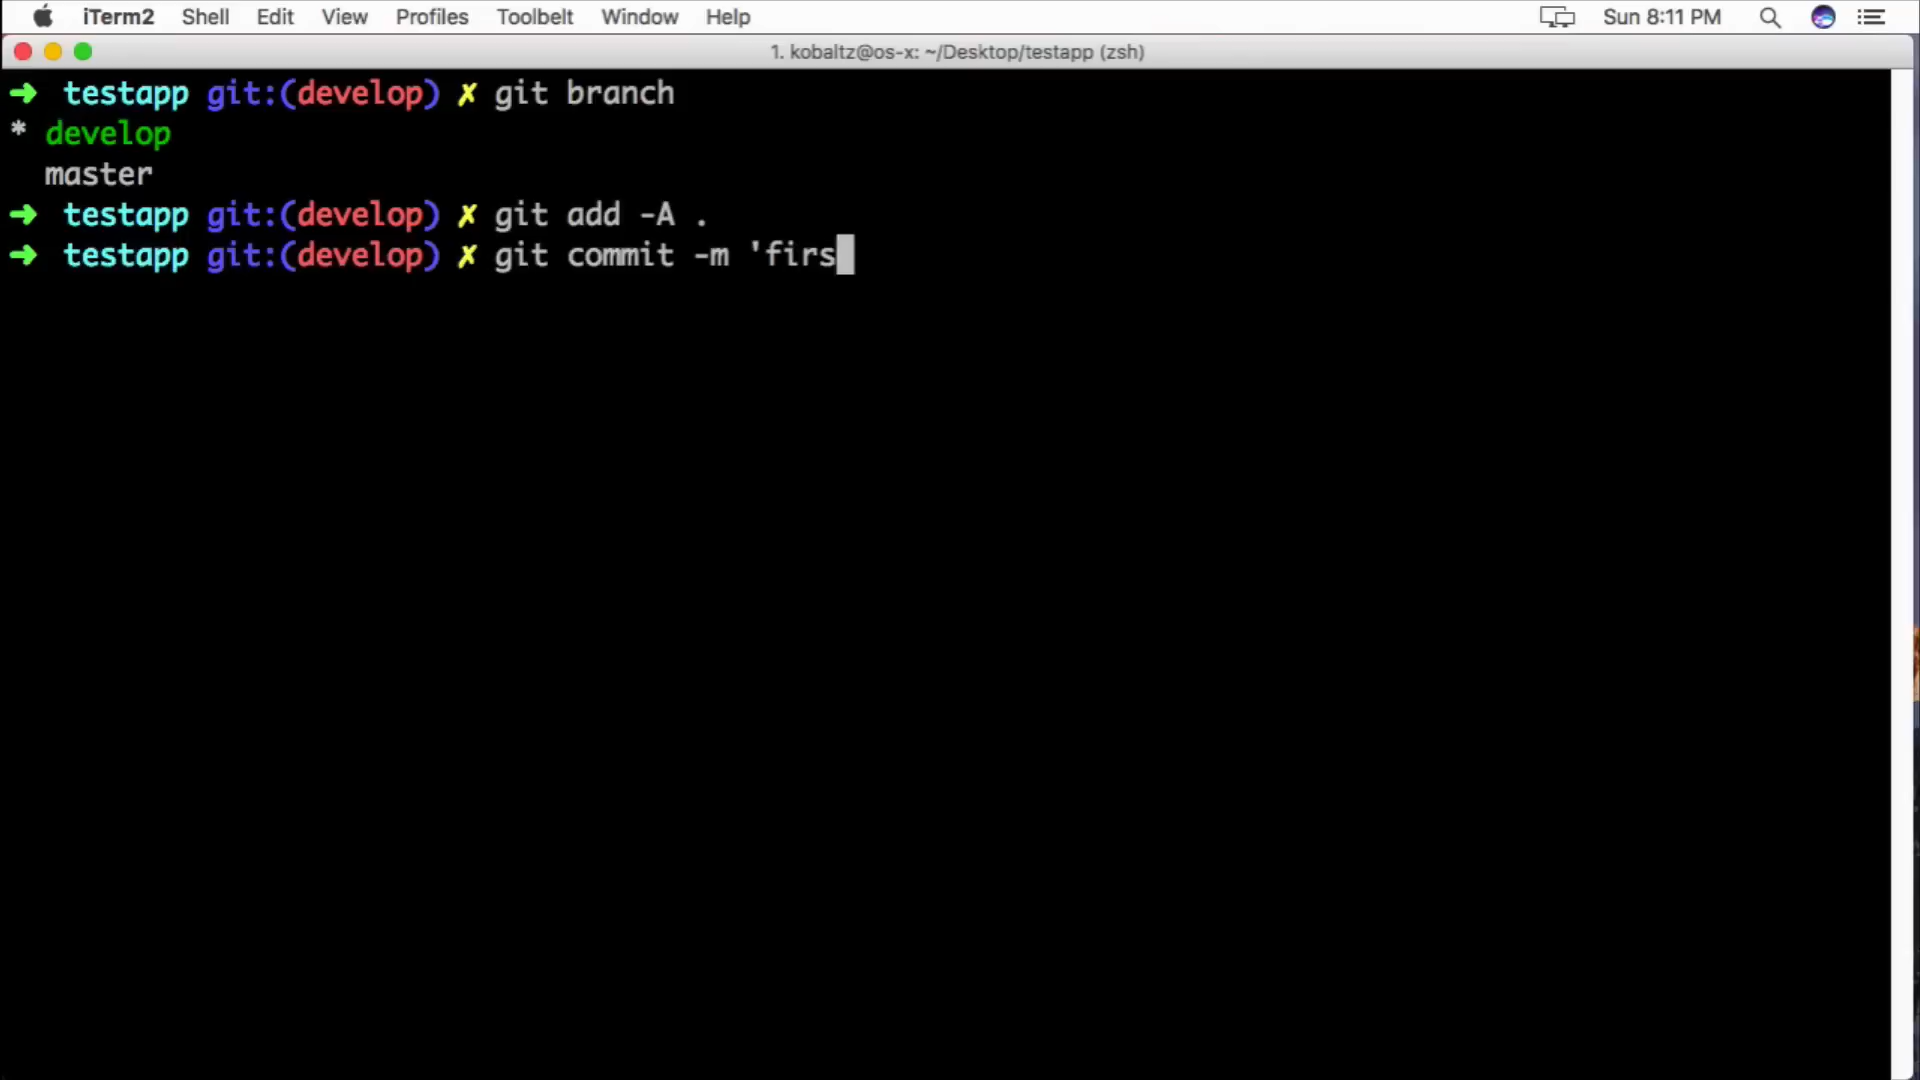 iTerm2 Shell Edit View Profiles Toolbelt Window Help Sun 8:11 PM
1. kobaltz@os-x: ~/Desktop/testapp (zsh)
➜ testapp git:(develop) ✗ git branch
* develop
master
➜ testapp git:(develop) ✗ git add -A .
➜ testapp git:(develop) ✗ git commit -m 'firs